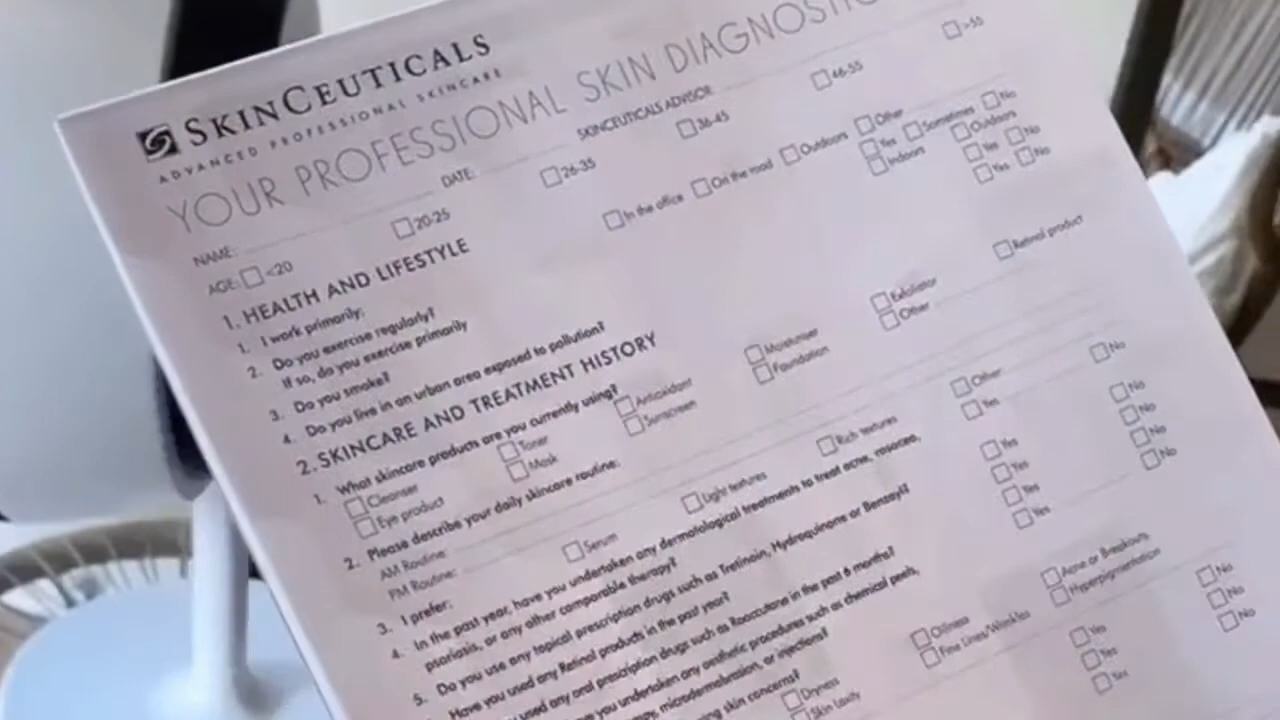 SKINCEUTICALS
ADVANCED PROFESSIONAL SKINCARE
YOUR PROFESSIONAL SKIN DIAGNOSTIC
NAME: DATE: SKINCEUTICALS ADVISOR
AGE: <20 20-25 26-35 36-45 46-55 >55
1. HEALTH AND LIFESTYLE
1. I work primarily: In the office On the road Outdoors Other
2. Do you exercise regularly? Yes Sometimes No
If so, do you exercise primarily Indoors Outdoors
3. Do you smoke? Yes No
4. Do you live in an urban area exposed to pollution? Yes No
2. SKINCARE AND TREATMENT HISTORY
1. What skincare products are you currently using?
Cleanser Toner Antioxidant Moisturiser Exfoliator Retinol product
Eye product Mask Sunscreen Foundation Other
2. Please describe your daily skincare routine:
AM Routine:
PM Routine:
3. I prefer: Serum Light textures Rich textures Other
4. In the past year, have you undertaken any dermatological treatments to treat acne, rosacea,
psoriasis, or any other comparable therapy? Yes No
5. Do you use any topical prescription drugs such as Tretinoin, Hydroquinone or Benzoyl? Yes No
Have you used any Retinol products in the past year? Yes No
used any oral prescription drugs such as Roaccutane in the past 6 months? Yes No
you undertaken any aesthetic procedures such as chemical peels, Yes No
microdermabrasion, or injections?
skin concerns? Dryness Oiliness Acne or Breakouts
Skin laxity Fine Lines/Wrinkles Hyperpigmentation
Yes No
Yes No
Yes No